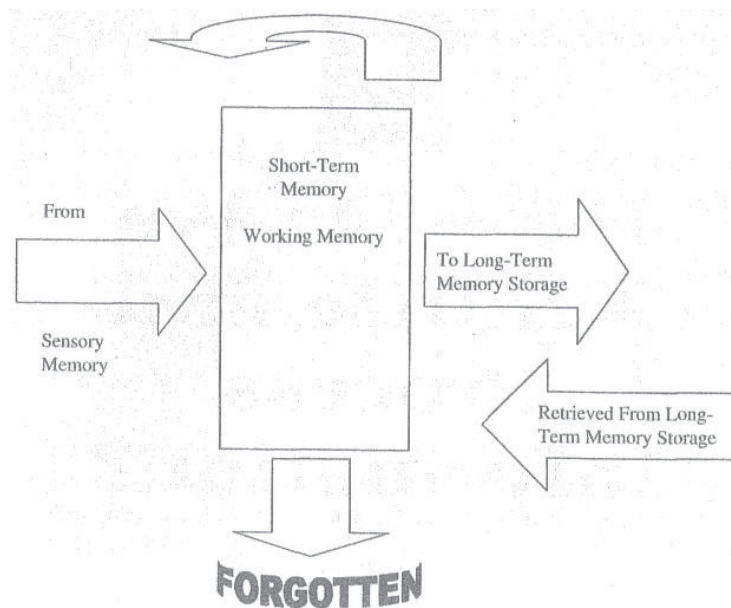 Short-Term
Memory
Working Memory
From
Sensory
Memory
To Long-Term
Memory Storage
Retrieved From Long-
Term Memory Storage
FORGOTTEN